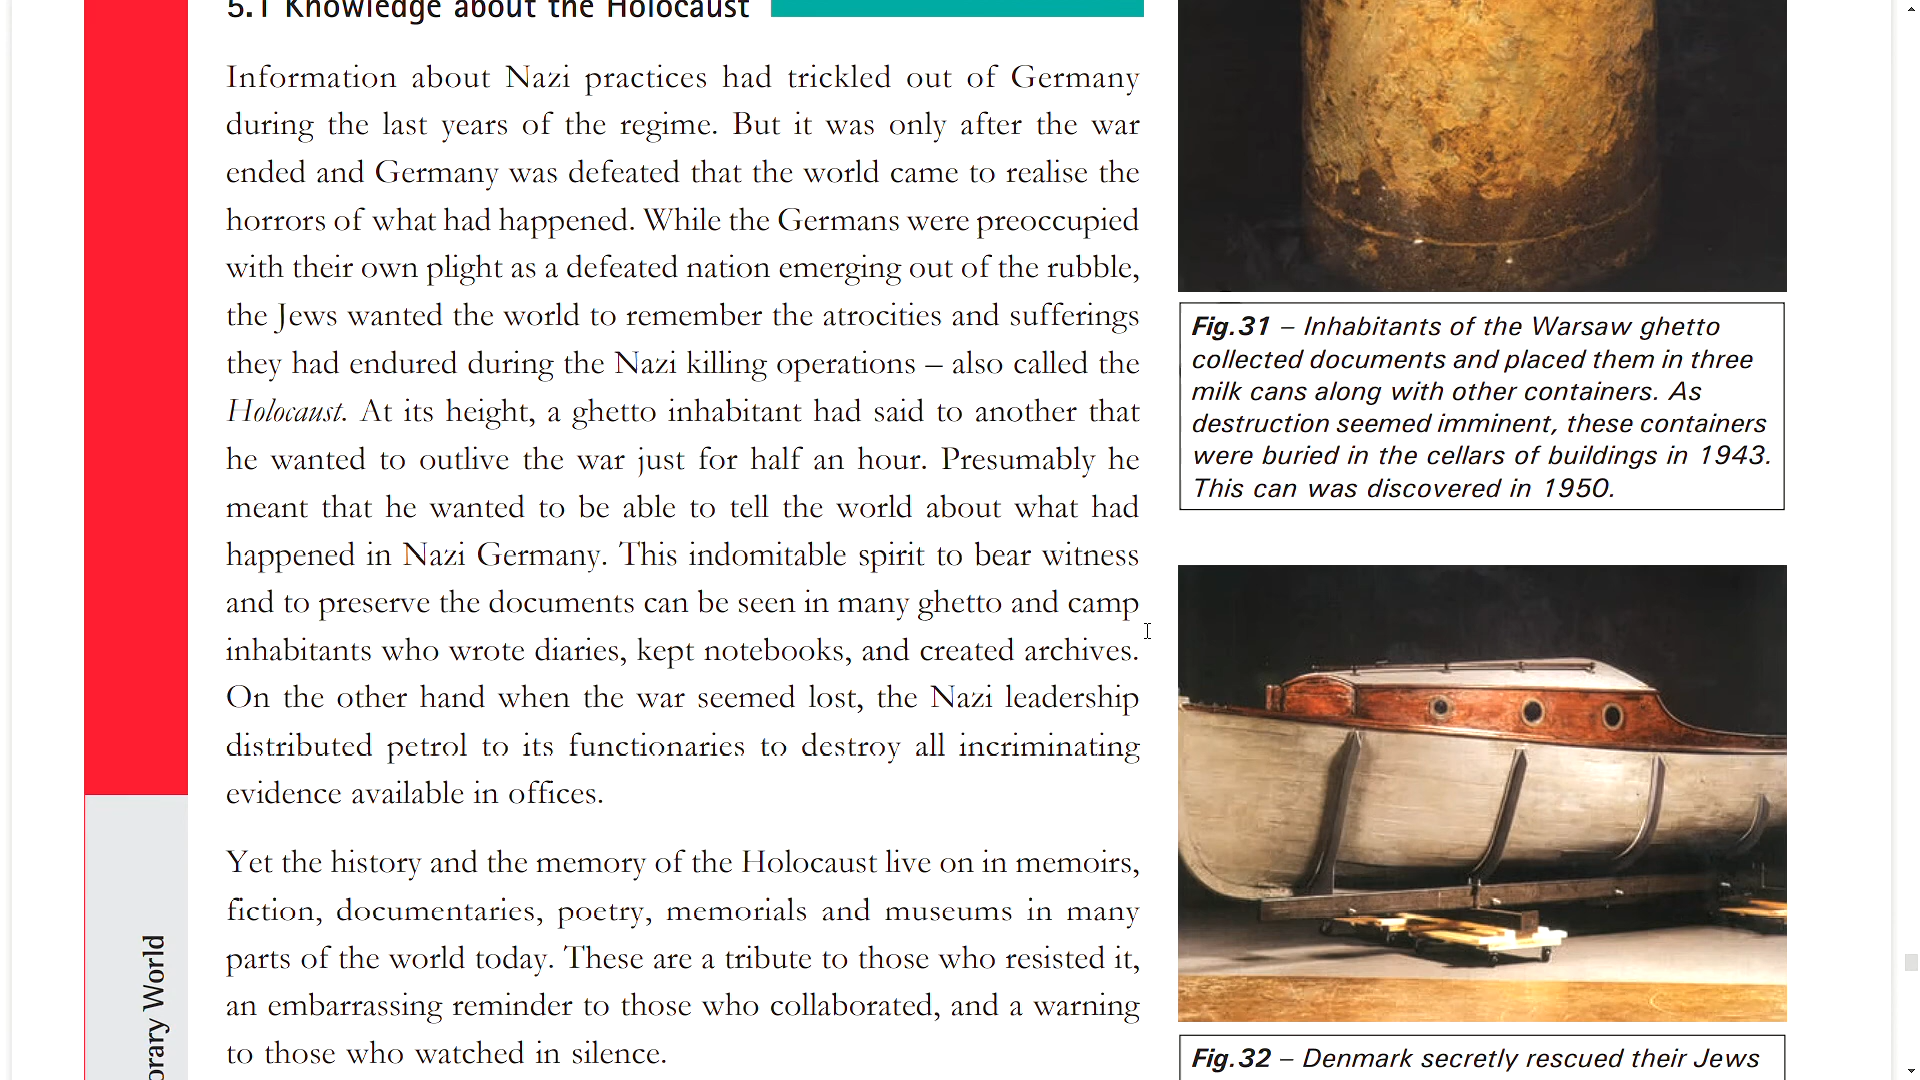 5.1 Knowledge about the Holocaust
Information about Nazi practices had trickled out of Germany
during the last years of the regime. But it was only after the war
ended and Germany was defeated that the world came to realise the
horrors of what had happened. While the Germans were preoccupied
with their own plight as a defeated nation emerging out of the rubble,
the Jews wanted the world to remember the atrocities and sufferings
they had endured during the Nazi killing operations – also called the
Holocaust. At its height, a ghetto inhabitant had said to another that
he wanted to outlive the war just for half an hour. Presumably he
meant that he wanted to be able to tell the world about what had
happened in Nazi Germany. This indomitable spirit to bear witness
and to preserve the documents can be seen in many ghetto and camp
inhabitants who wrote diaries, kept notebooks, and created archives.
On the other hand when the war seemed lost, the Nazi leadership
distributed petrol to its functionaries to destroy all incriminating
evidence available in offices.
Yet the history and the memory of the Holocaust live on in memoirs,
fiction, documentaries, poetry, memorials and museums in many
parts of the world today. These are a tribute to those who resisted it,
an embarrassing reminder to those who collaborated, and a warning
to those who watched in silence.
Fig.31 – Inhabitants of the Warsaw ghetto
collected documents and placed them in three
milk cans along with other containers. As
destruction seemed imminent, these containers
were buried in the cellars of buildings in 1943.
This can was discovered in 1950.
Fig.32 – Denmark secretly rescued their Jews
orary World